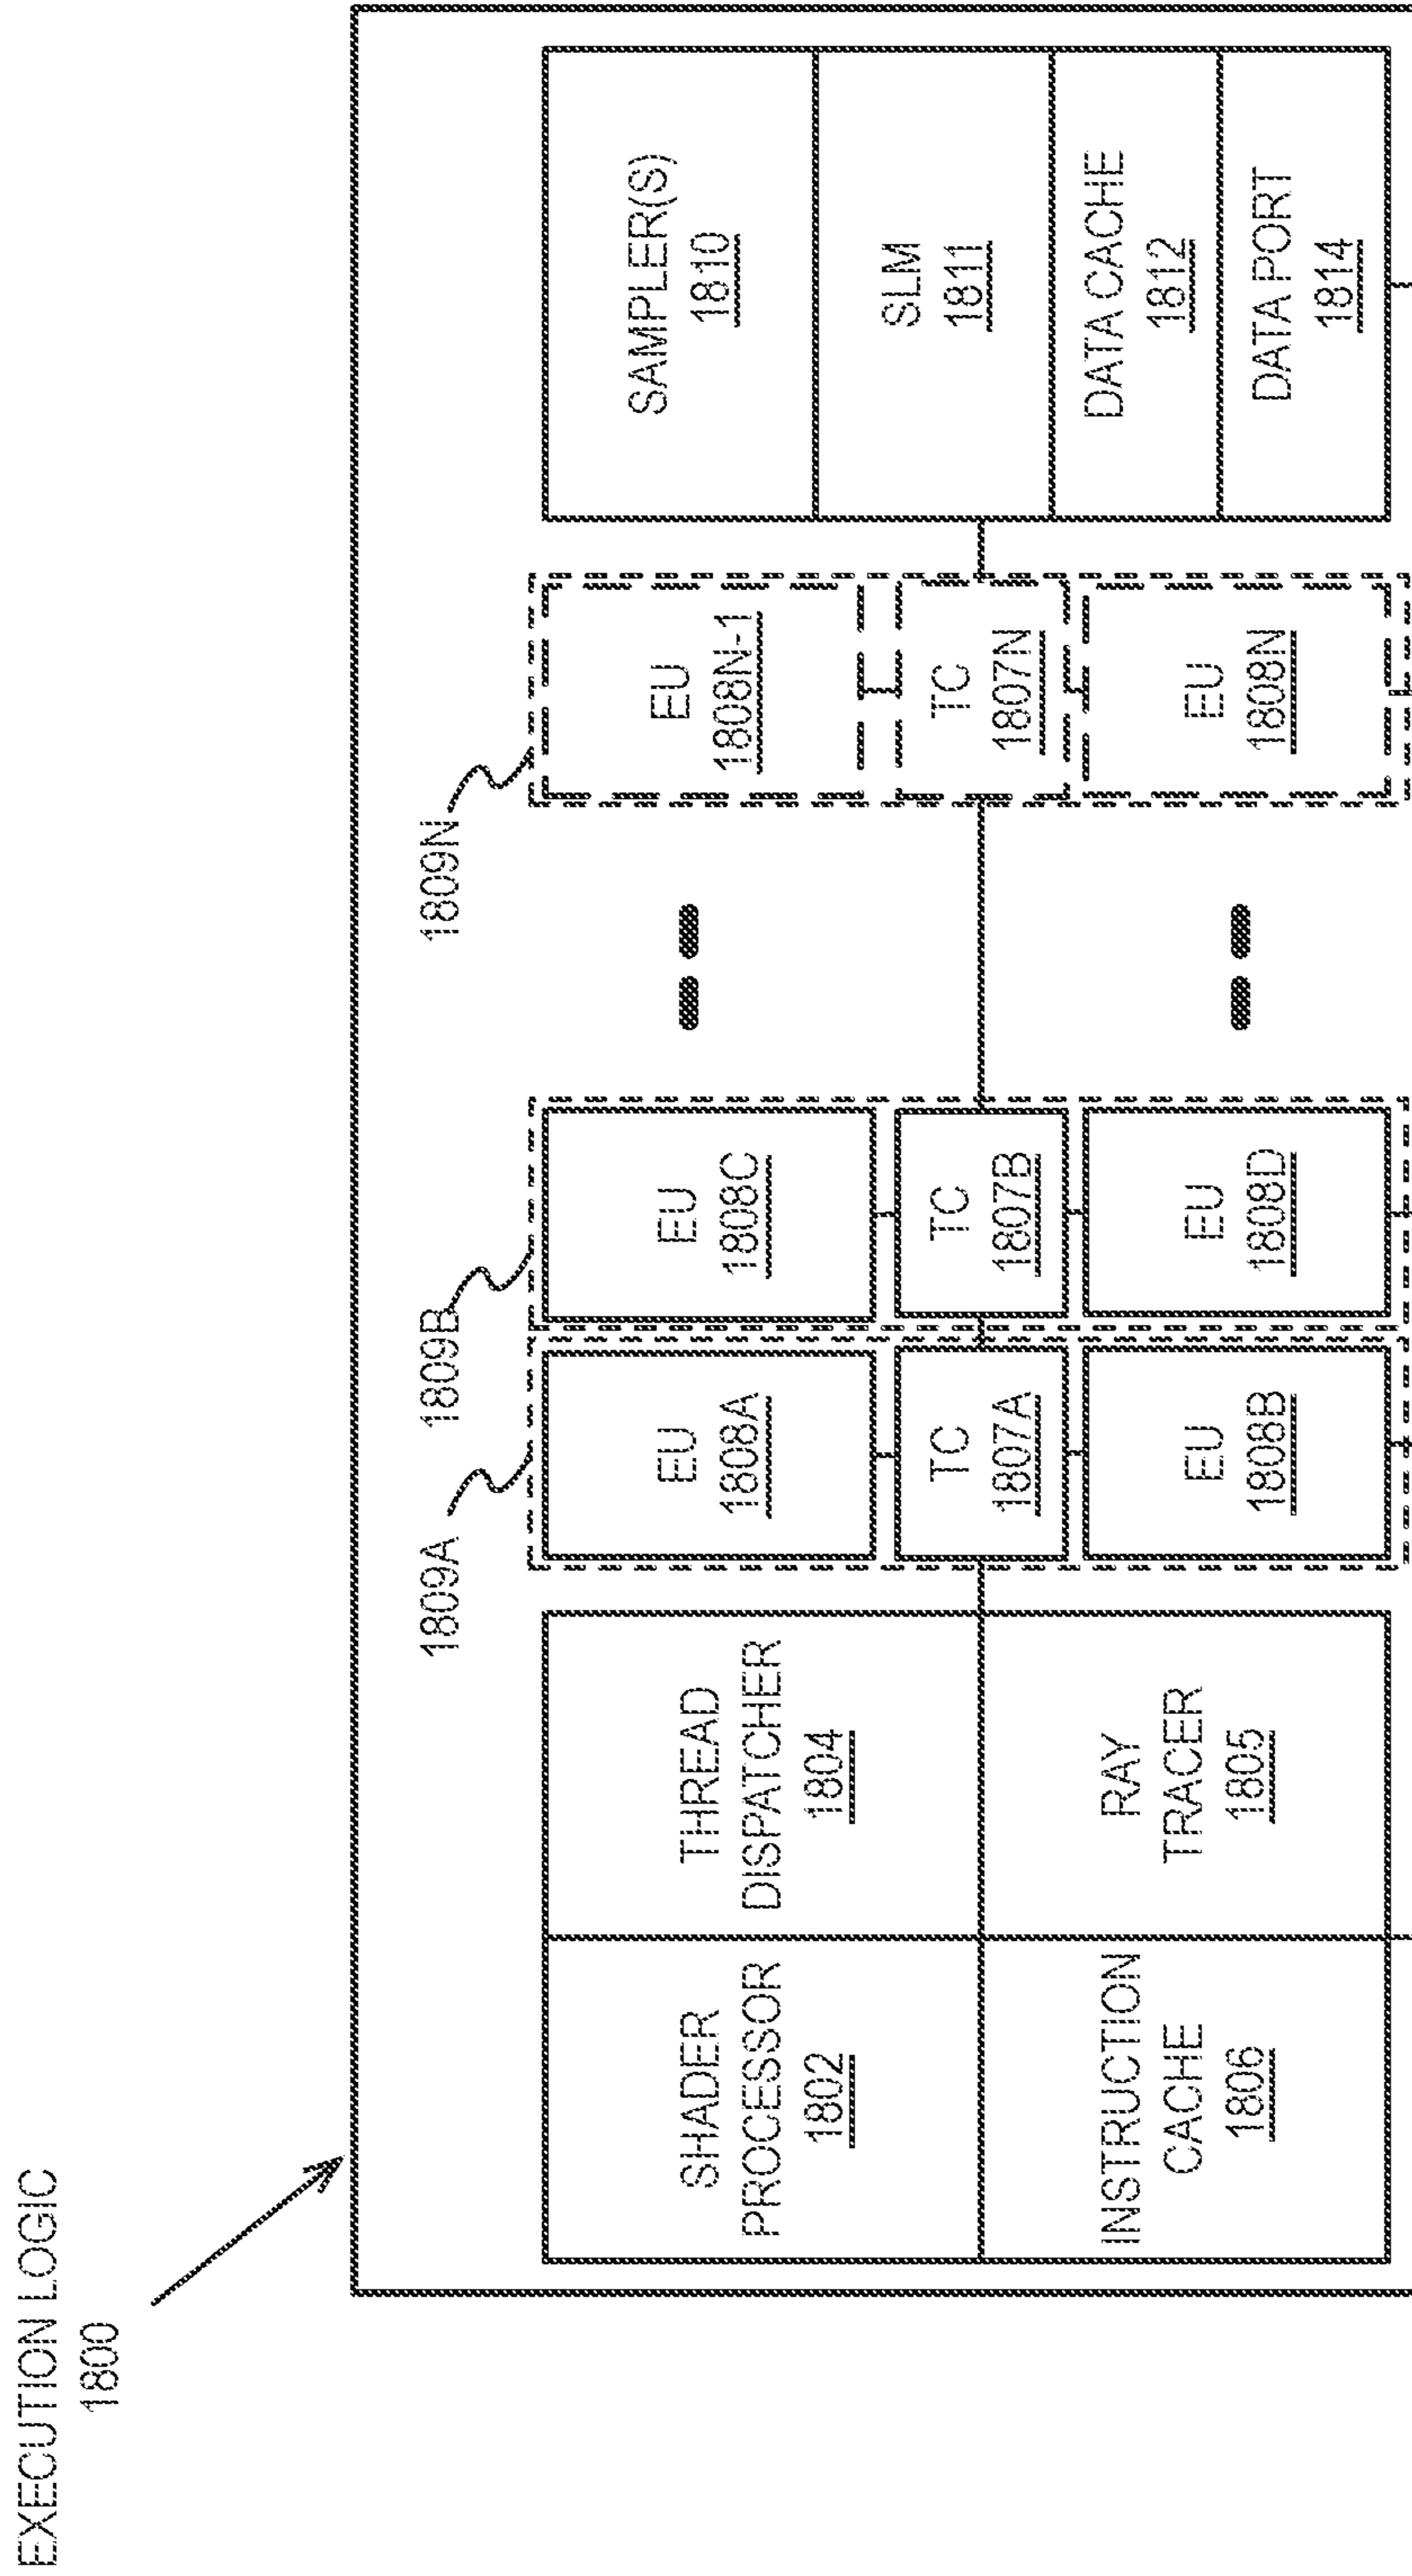 EXECUTION LOGIC
1800
1809A
1809B
1809N
SHADER
PROCESSOR
1802
THREAD
DISPATCHER
1804
INSTRUCTION
CACHE
1806
RAY
TRACER
1805
EU
1808A
TC
1807A
EU
1808B
EU
1808C
TC
1807B
EU
1808D
EU
1808N-1
TC
1807N
EU
1808N
SAMPLER(S)
1810
SLM
1811
DATA CACHE
1812
DATA PORT
1814